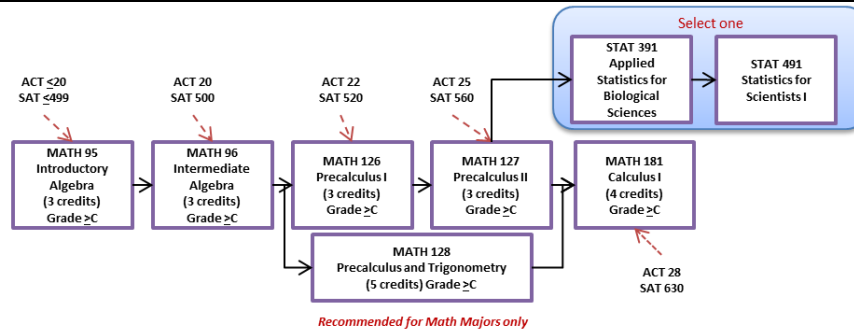 Select one
STAT 391
Applied
Statistics for
Biological
Sciences
STAT 491
Statistics for
Scientists I
ACT ≤20
SAT ≤499
ACT 20
SAT 500
ACT 22
SAT 520
ACT 25
SAT 560
MATH 95
Introductory
Algebra
(3 credits)
Grade ≥C
MATH 96
Intermediate
Algebra
(3 credits)
Grade ≥C
MATH 126
Precalculus I
(3 credits)
Grade ≥C
MATH 127
Precalculus II
(3 credits)
Grade ≥C
MATH 181
Calculus I
(4 credits)
Grade ≥C
MATH 128
Precalculus and Trigonometry
(5 credits) Grade ≥C
ACT 28
SAT 630
Recommended for Math Majors only